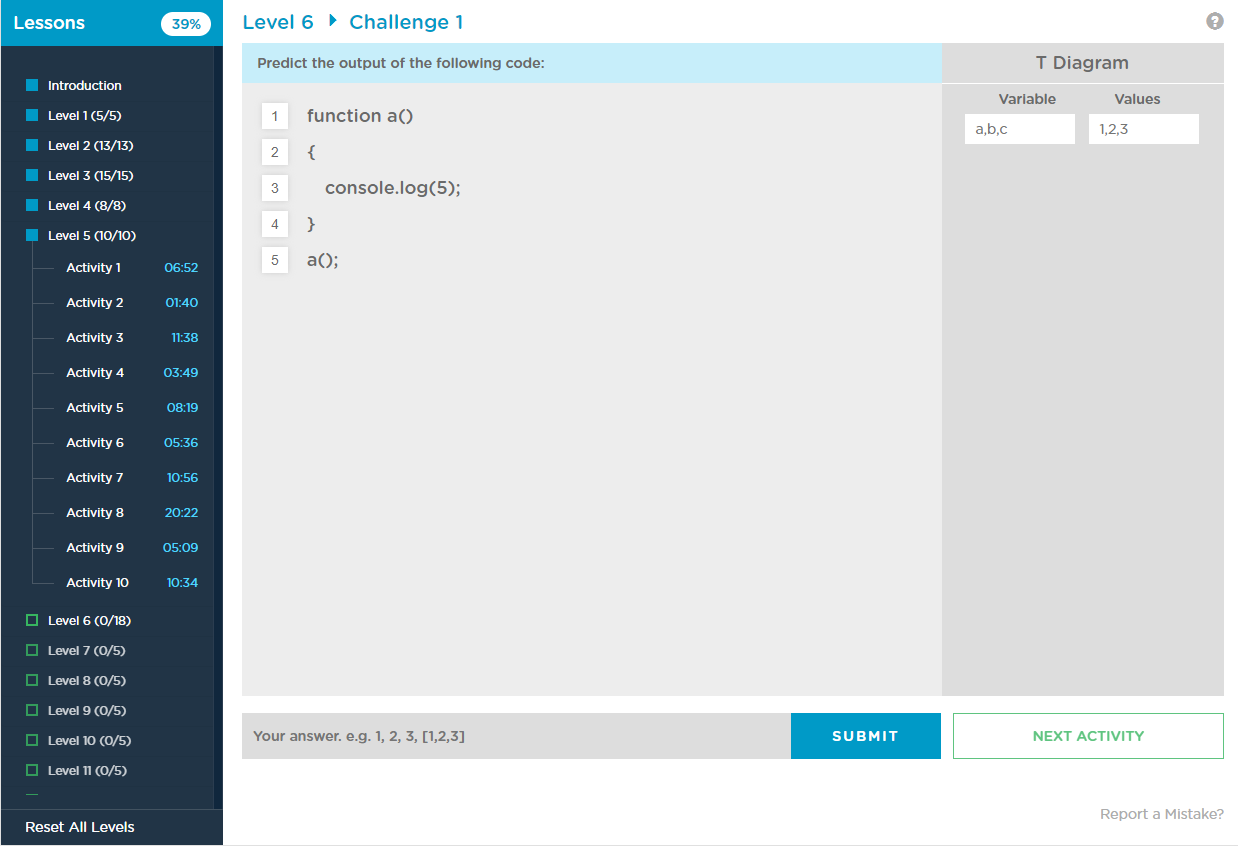 Lessons 39%
Introduction
Level 1 (5/5)
Level 2 (13/13)
Level 3 (15/15)
Level 4 (8/8)
Level 5 (10/10)
Activity 1 06:52
Activity 2 01:40
Activity 3 11:38
Activity 4 03:49
Activity 5 08:19
Activity 6 05:36
Activity 7 10:56
Activity 8 20:22
Activity 9 05:09
Activity 10 10:34
Level 6 (0/18)
Level 7 (0/5)
Level 8 (0/5)
Level 9 (0/5)
Level 10 (0/5)
Level 11 (0/5)
Reset All Levels
Level 6 Challenge 1 ?
Predict the output of the following code:
1 function a()
2 {
3 console.log(5);
4 }
5 a();
T Diagram
Variable Values
a,b,c 1,2,3
Your answer. e.g. 1, 2, 3, [1,2,3]
SUBMIT
NEXT ACTIVITY
Report a Mistake?